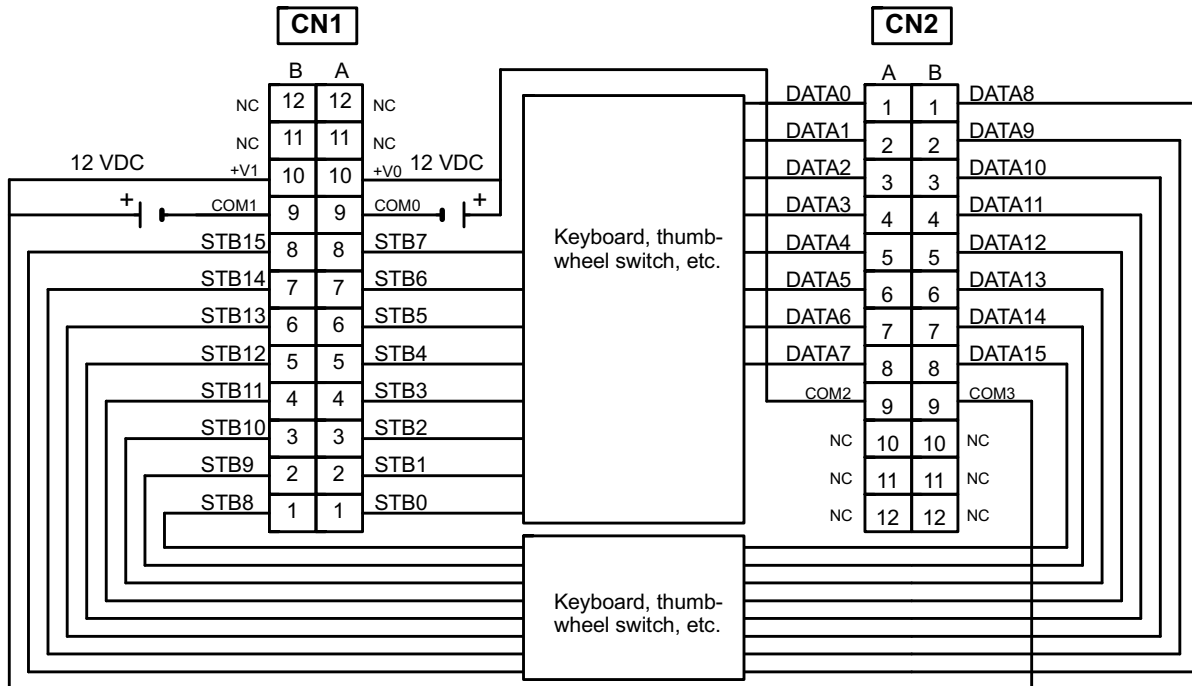 CN1 CN2
B A A B
NC 12 12 NC DATA0 1 1 DATA8
NC 11 11 NC DATA1 2 2 DATA9
12 VDC +V1 10 10 +V0 12 VDC DATA2 3 3 DATA10
+ COM1 9 9 COM0 + DATA3 4 4 DATA11
STB15 8 8 STB7 Keyboard, thumb- DATA4 5 5 DATA12
wheel switch, etc.
STB14 7 7 STB6 DATA5 6 6 DATA13
STB13 6 6 STB5 DATA6 7 7 DATA14
STB12 5 5 STB4 DATA7 8 8 DATA15
STB11 4 4 STB3 COM2 9 9 COM3
STB10 3 3 STB2 NC 10 10 NC
STB9 2 2 STB1 NC 11 11 NC
STB8 1 1 STB0 NC 12 12 NC
Keyboard, thumb-
wheel switch, etc.